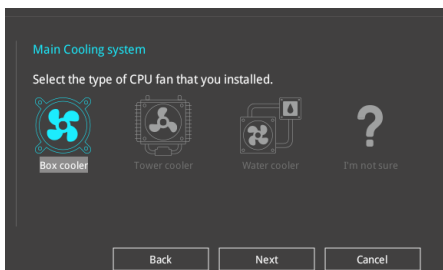 Main Cooling system
Select the type of CPU fan that you installed.
Box cooler Tower cooler Water cooler I'm not sure
Back Next Cancel